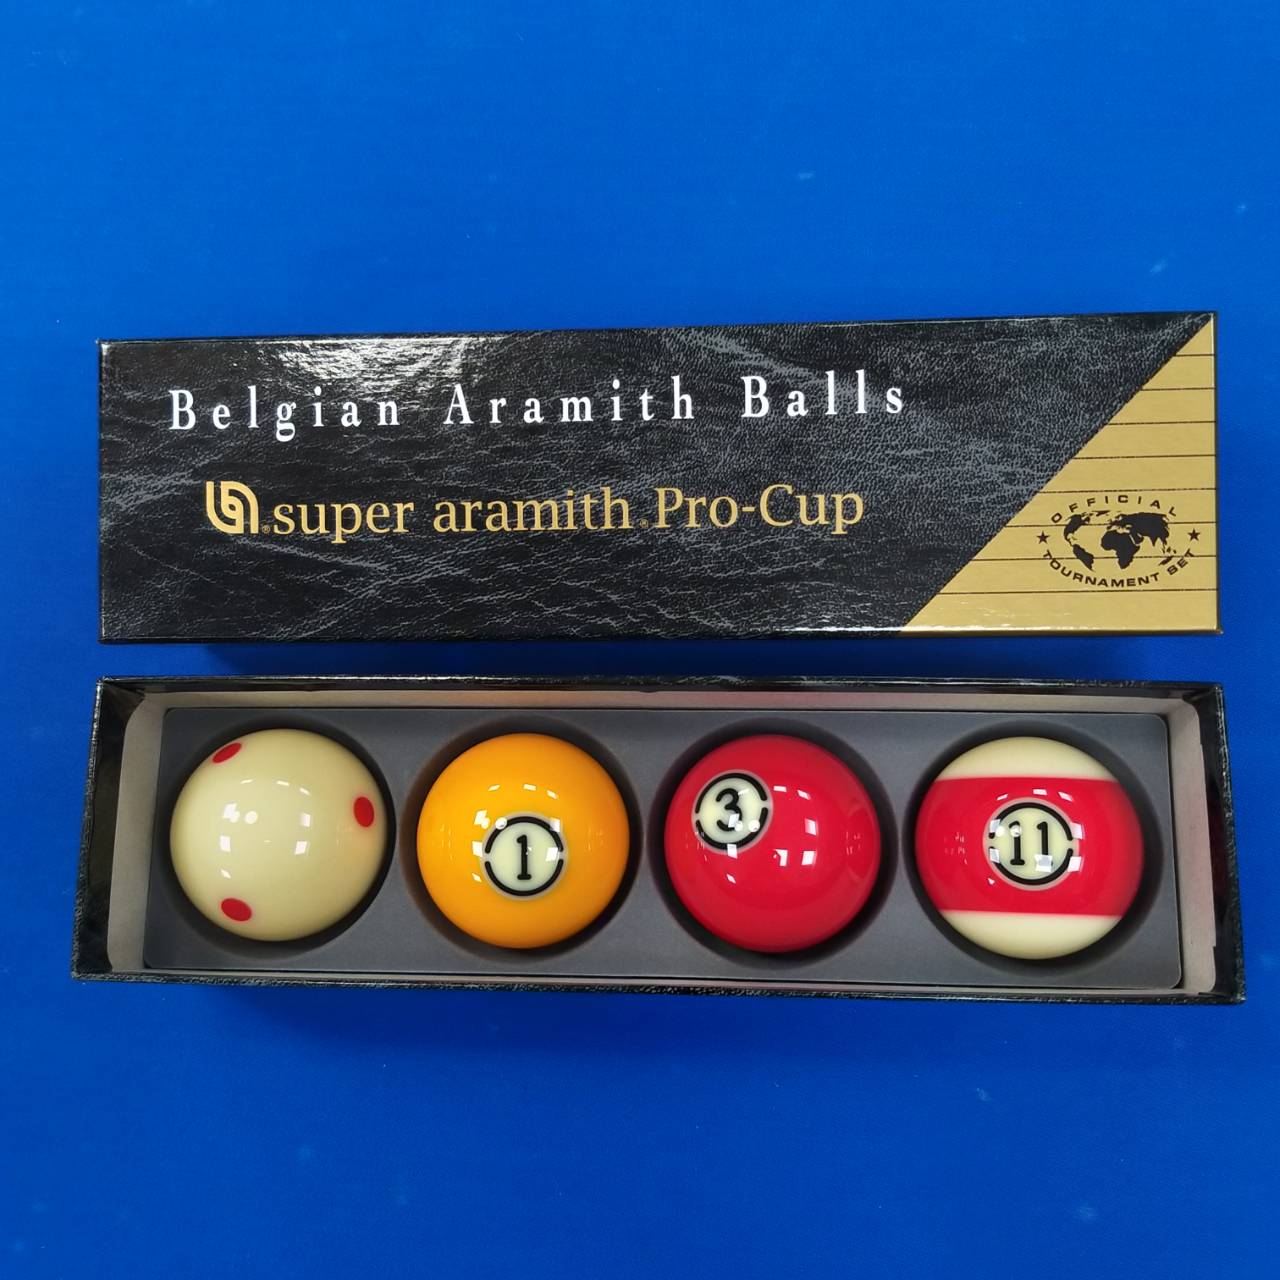 Belgian Aramith Balls
super aramith® Pro-Cup
OFFICIAL
TOURNAMENT SET
1
3
11